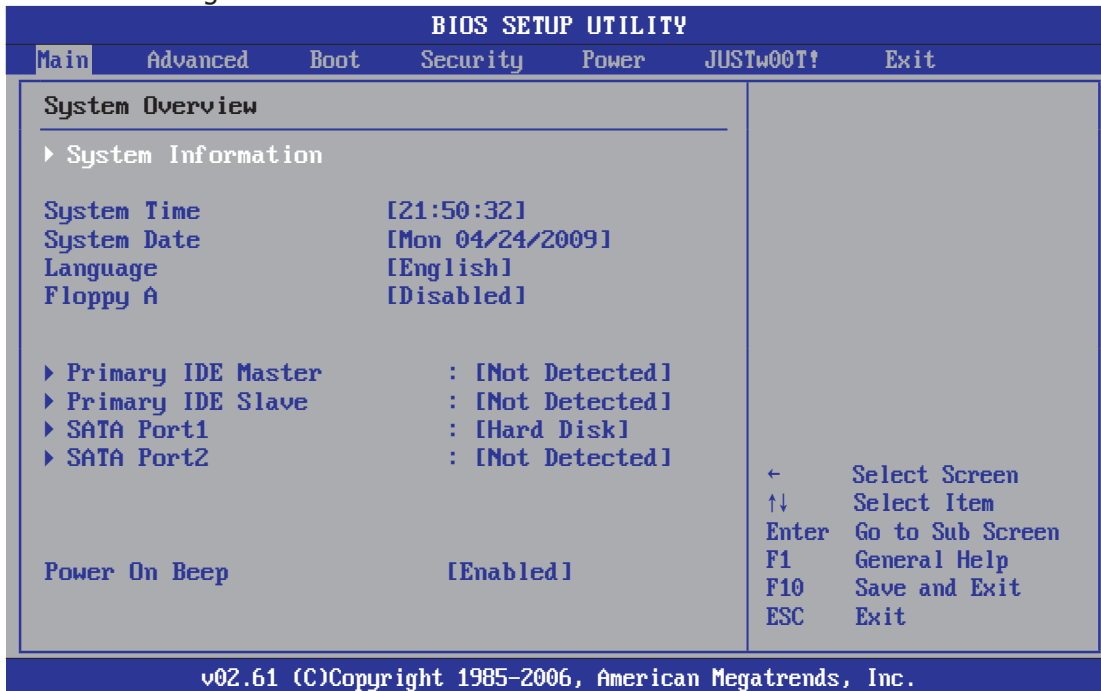 BIOS SETUP UTILITY
Main Advanced Boot Security Power JUSTw00T! Exit
System Overview
System Information
System Time [21:50:32]
System Date [Mon 04/24/2009]
Language [English]
Floppy A [Disabled]
Primary IDE Master : [Not Detected]
Primary IDE Slave : [Not Detected]
SATA Port1 : [Hard Disk]
SATA Port2 : [Not Detected]
Power On Beep [Enabled]
← Select Screen
↑↓ Select Item
Enter Go to Sub Screen
F1 General Help
F10 Save and Exit
ESC Exit
v02.61 (C)Copyright 1985-2006, American Megatrends, Inc.